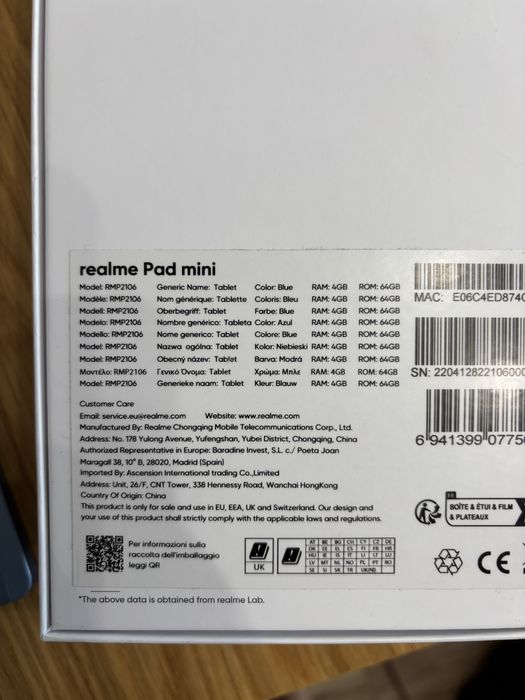 realme Pad mini
Model: RMP2106 Generic Name: Tablet Color: Blue RAM: 4GB ROM: 64GB
Modèle: RMP2106 Nom générique: Tablette Coloris: Bleu RAM: 4GB ROM: 64GB
Modell: RMP2106 Oberbegriff: Tablet Farbe: Blue RAM: 4GB ROM: 64GB
Modelo: RMP2106 Nombre genérico: Tableta Color: Azul RAM: 4GB ROM: 64GB
Modello: RMP2106 Nome generico: Tablet Colore: Blue RAM: 4GB ROM: 64GB
Model: RMP2106 Nazwa ogólna: Tablet Kolor: Niebieski RAM: 4GB ROM: 64GB
Model: RMP2106 Obecný název: Tablet Barva: Modrá RAM: 4GB ROM: 64GB
Μοντέλο: RMP2106 Γενικό Όνομα: Tablet Χρώμα: Μπλε RAM: 4GB ROM: 64GB
Model: RMP2106 Generieke naam: Tablet Kleur: Blauw RAM: 4GB ROM: 64GB
MAC: E06C4ED874
SN: 22041282210600
6 941399 0775
Customer Care
Email: service.eu@realme.com Website: www.realme.com
Manufactured By: Realme Chongqing Mobile Telecommunications Corp., Ltd.
Address: No. 178 Yulong Avenue, Yufengshan, Yubei District, Chongqing, China
Authorized Representative in Europe: Baradine Invest, S.L. c./ Poeta Joan
Maragall 38, 10° B, 28020, Madrid (Spain)
Imported By: Ascension International trading Co.,Limited
Address: Unit, 26/F, CNT Tower, 338 Hennessy Road, Wanchai HongKong
Country Of Origin: China
This product is only for sale and use in EU, EEA, UK and Switzerland. Our design and
your use of this product shall strictly comply with the applicable laws and regulations.
FR
BOÎTE & ÉTUI & FILM
& PLATEAUX
Per informazioni sulla
raccolta dell'imballaggio
leggi QR
UK
AT BE BG CH CY CZ DE
DK EE EL ES FI FR HR
HU IE IS IT LI LT LU
LV MT NL NO PL PT RO
SE SI SK TR UK(NI)
CE
*The above data is obtained from realme Lab.